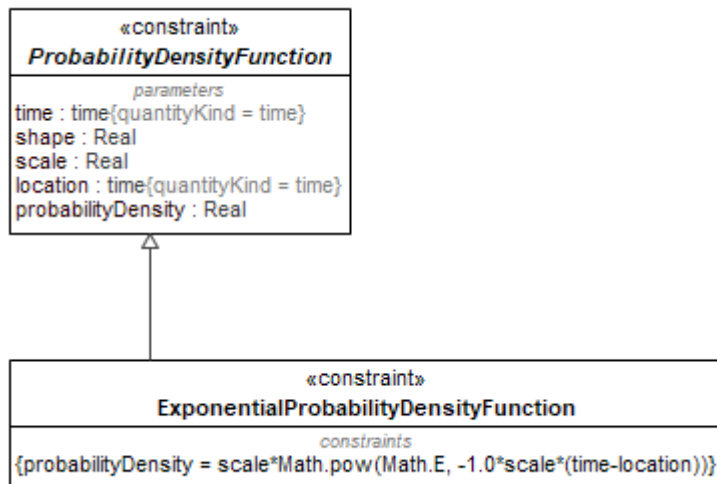 «constraint»
ProbabilityDensityFunction
parameters
time : time{quantityKind = time}
shape : Real
scale : Real
location : time{quantityKind = time}
probabilityDensity : Real
«constraint»
ExponentialProbabilityDensityFunction
constraints
{probabilityDensity = scale*Math.pow(Math.E, -1.0*scale*(time-location))}